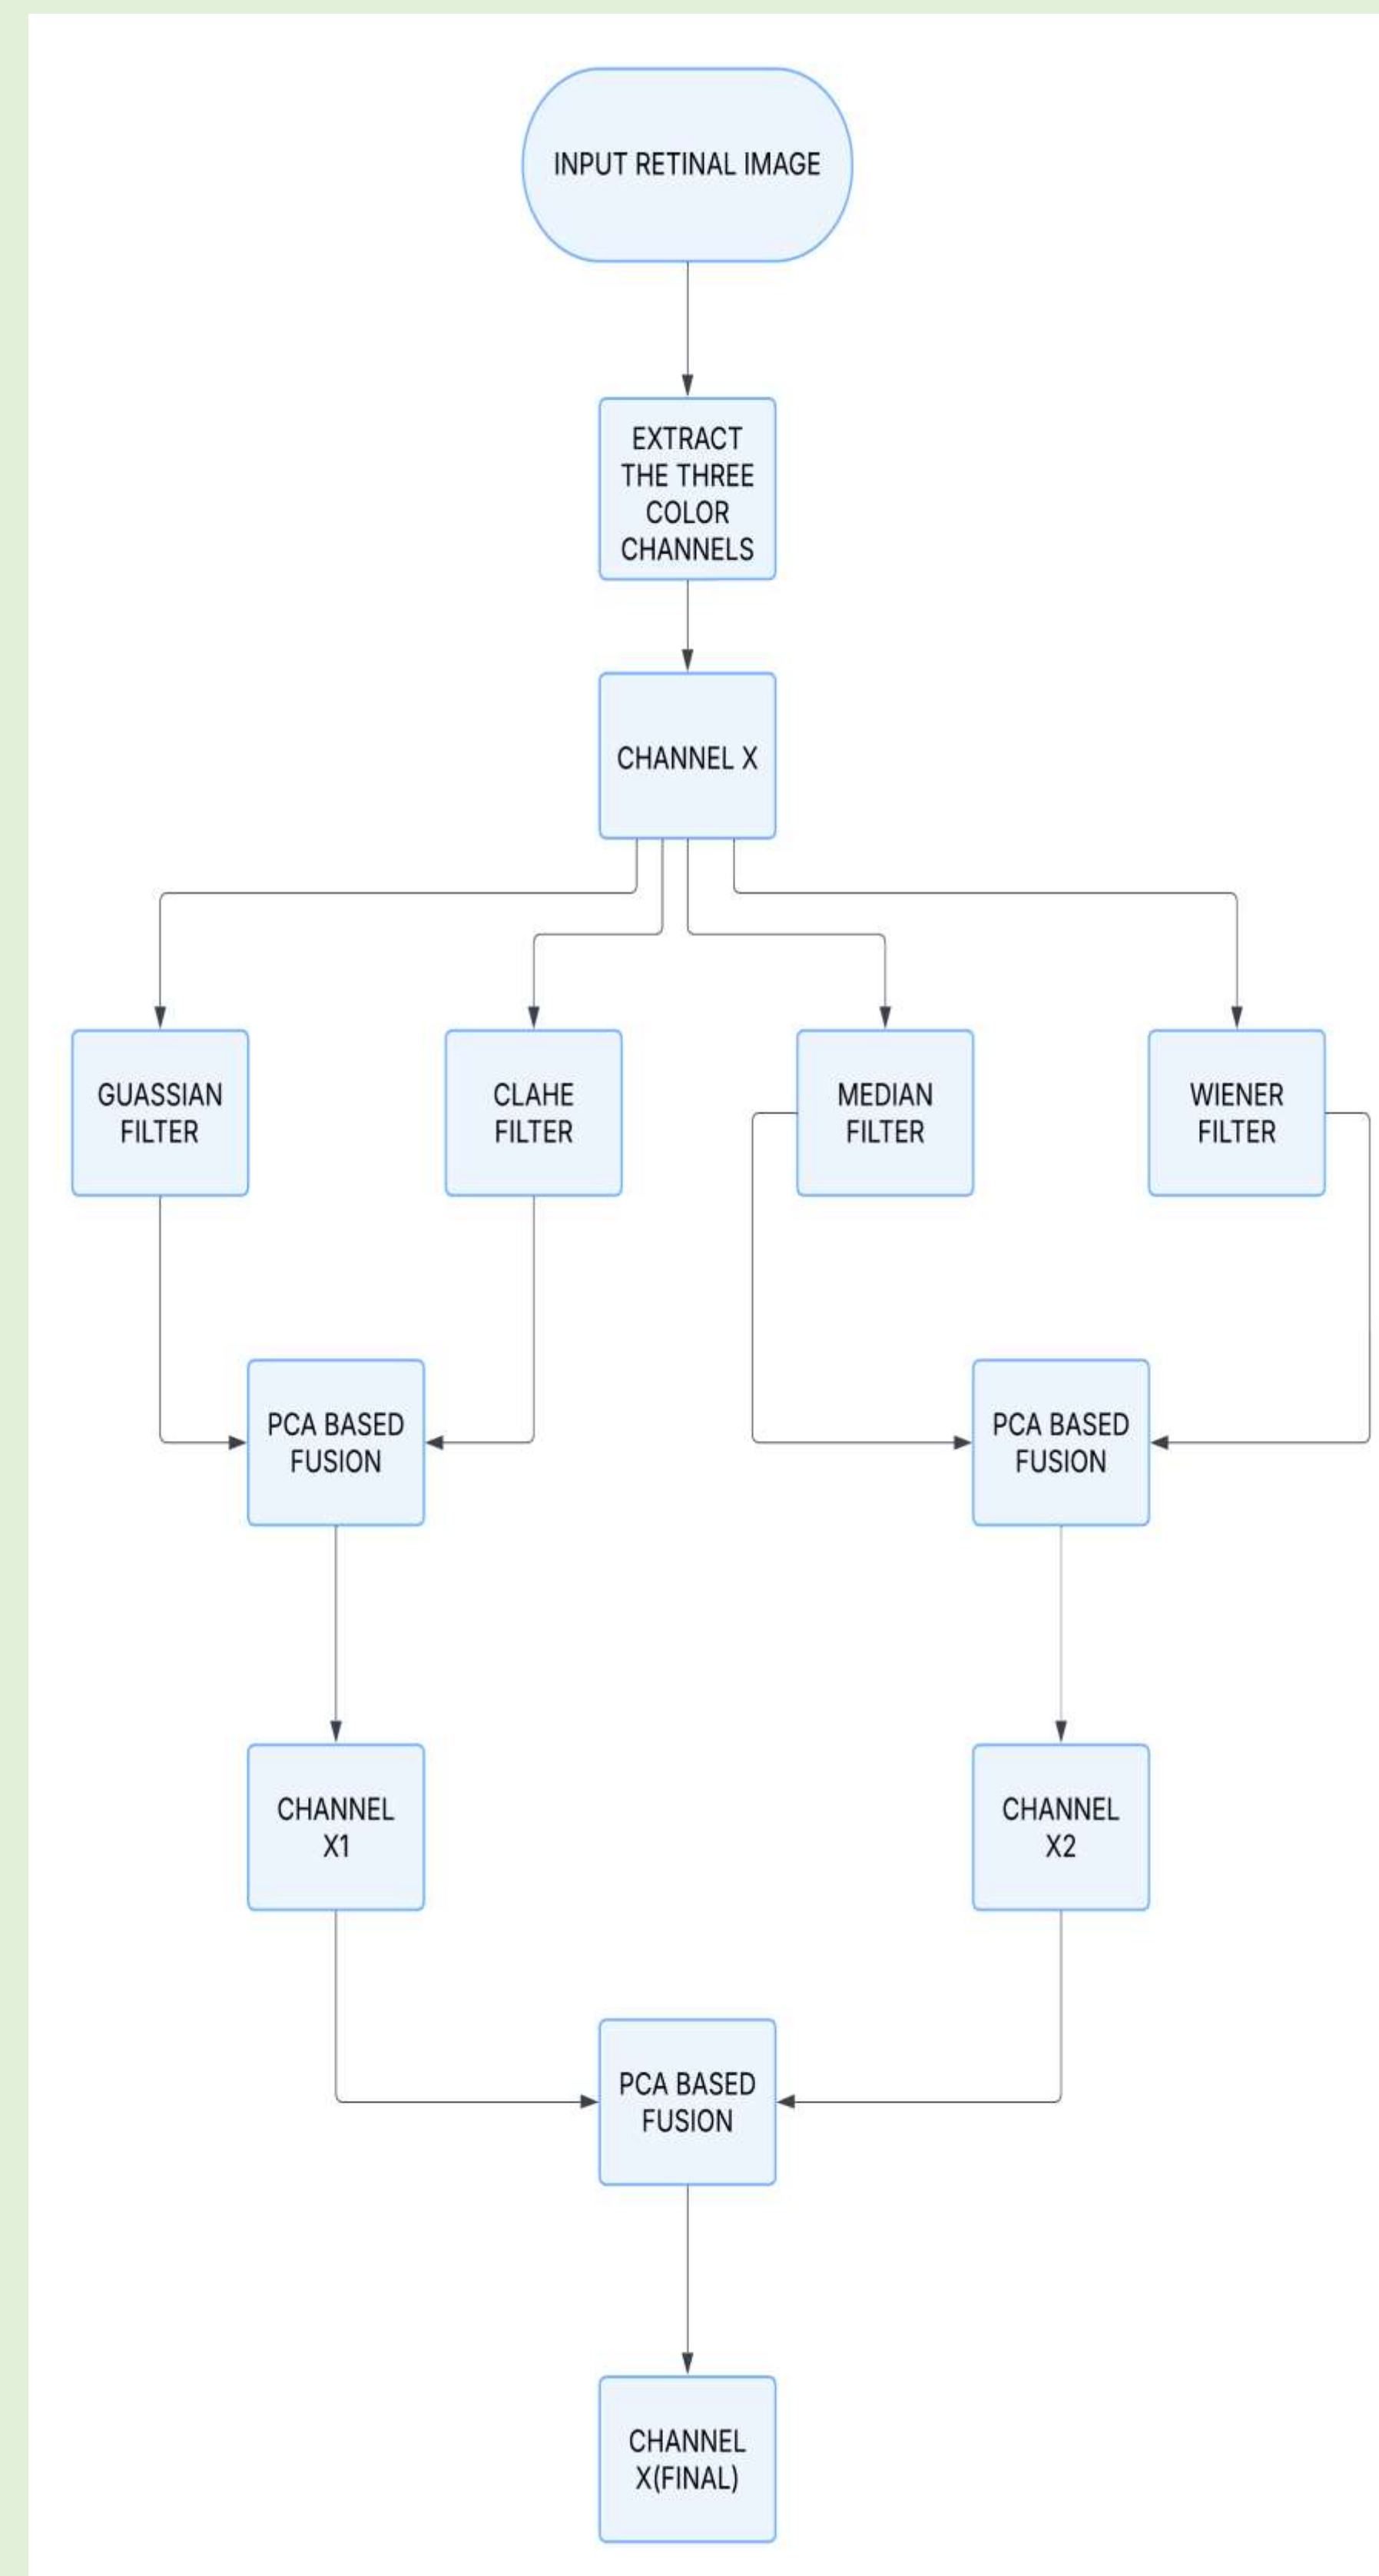 INPUT RETINAL IMAGE
EXTRACT
THE THREE
COLOR
CHANNELS
CHANNEL X
GUASSIAN
FILTER
CLAHE
FILTER
MEDIAN
FILTER
WIENER
FILTER
PCA BASED
FUSION
PCA BASED
FUSION
CHANNEL
X1
CHANNEL
X2
PCA BASED
FUSION
CHANNEL
X(FINAL)